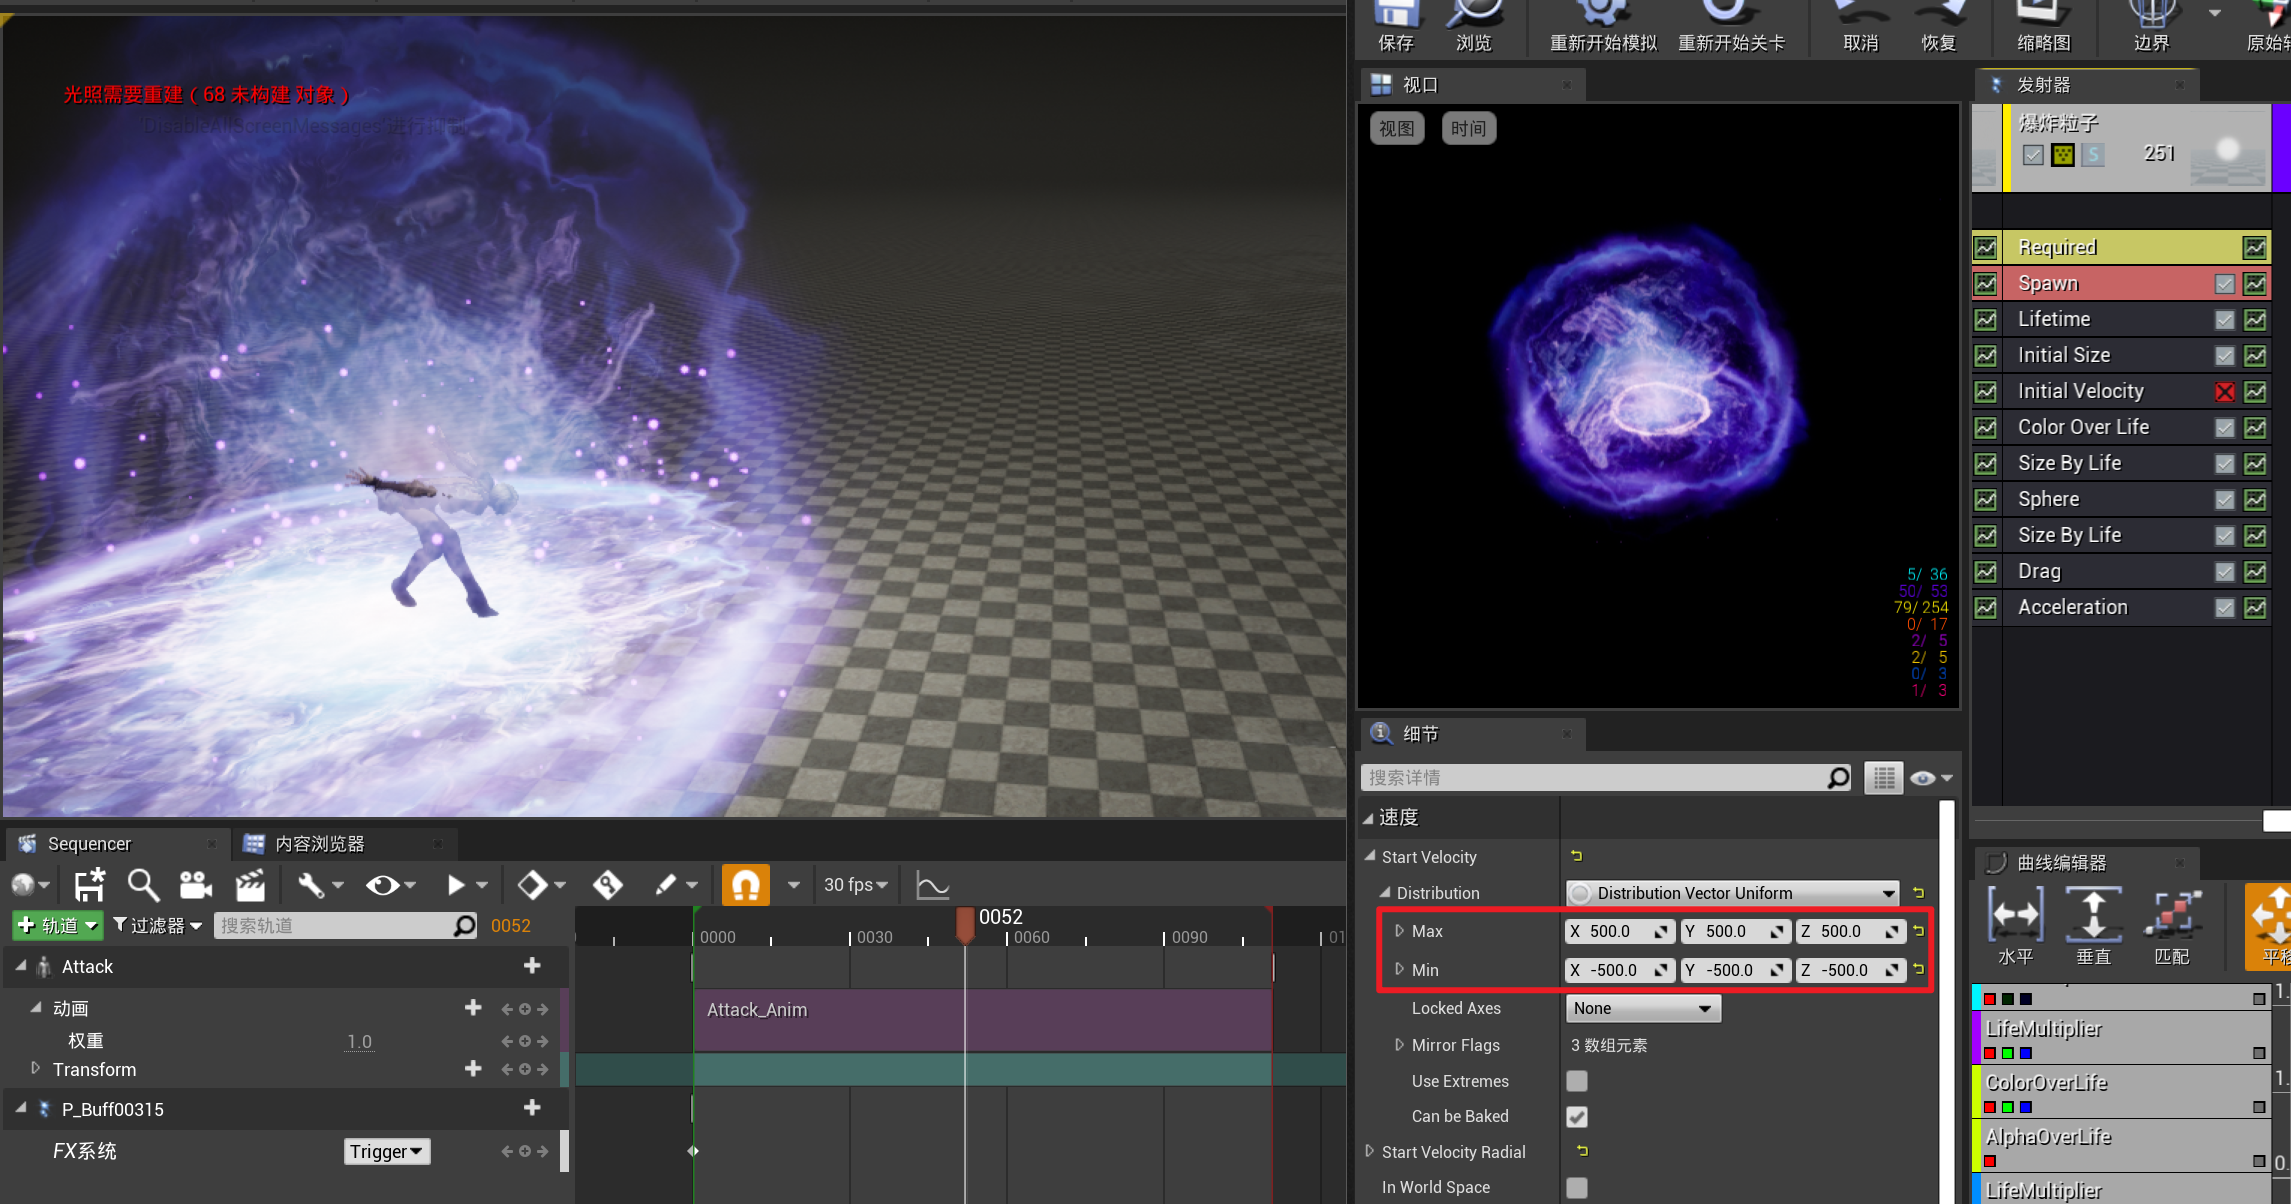 保存
浏览
重新开始模拟
重新开始关卡
取消
恢复
缩略图
边界
光照需要重建（68 未构建 对象）
'DisableAllScreenMessages'进行抑制
视口
视图
时间
5/ 36
50/ 53
79/ 254
0/ 17
2/ 5
2/ 5
0/ 3
1/ 3
发射器
爆炸粒子
S
251
Required
Spawn
Lifetime
Initial Size
Initial Velocity
Color Over Life
Size By Life
Sphere
Size By Life
Drag
Acceleration
细节
搜索详情
速度
Start Velocity
Distribution
Distribution Vector Uniform
Max
X 500.0
Y 500.0
Z 500.0
Min
X -500.0
Y -500.0
Z -500.0
Locked Axes
None
Mirror Flags
3 数组元素
Use Extremes
Can be Baked
Start Velocity Radial
In World Space
曲线编辑器
水平
垂直
匹配
LifeMultiplier
ColorOverLife
AlphaOverLife
LifeMultiplier
Sequencer
内容浏览器
30 fps
轨道
过滤器
搜索轨道
0052
0052
0000
0030
0060
0090
Attack
动画
权重
1.0
Transform
P_Buff00315
FX系统
Trigger
Attack_Anim